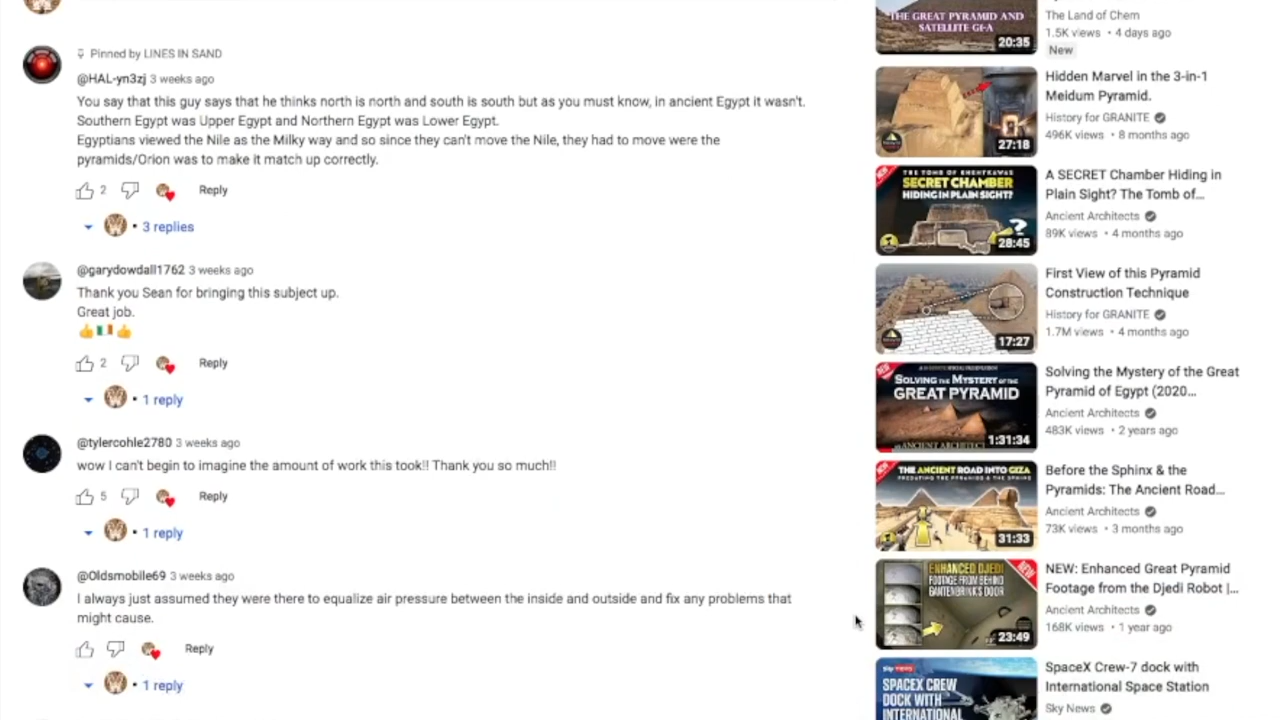 Pinned by LINES IN SAND
@HAL-yn3zj 3 weeks ago
You say that this guy says that he thinks north is north and south is south but as you must know, in ancient Egypt it wasn't.
Southern Egypt was Upper Egypt and Northern Egypt was Lower Egypt.
Egyptians viewed the Nile as the Milky way and so since they can't move the Nile, they had to move were the
pyramids/Orion was to make it match up correctly.
2 Reply
3 replies
@garydowdall1762 3 weeks ago
Thank you Sean for bringing this subject up.
Great job.
👍🇮🇪👍
2 Reply
1 reply
@tylercohle2780 3 weeks ago
wow I can't begin to imagine the amount of work this took!! Thank you so much!!
5 Reply
1 reply
@Oldsmobile69 3 weeks ago
I always just assumed they were there to equalize air pressure between the inside and outside and fix any problems that
might cause.
Reply
1 reply
THE GREAT PYRAMID AND
SATELLITE GI-A
20:35
The Land of Chem
1.5K views • 4 days ago
New
27:18
Hidden Marvel in the 3-in-1
Meidum Pyramid.
History for GRANITE
496K views • 8 months ago
THE TOMB OF KHENTKAWAS
SECRET CHAMBER
HIDING IN PLAIN SIGHT?
28:45
A SECRET Chamber Hiding in
Plain Sight? The Tomb of...
Ancient Architects
89K views • 4 months ago
17:27
First View of this Pyramid
Construction Technique
History for GRANITE
1.7M views • 4 months ago
SOLVING THE MYSTERY OF THE
GREAT PYRAMID
ANCIENT ARCHITECTS
1:31:34
Solving the Mystery of the Great
Pyramid of Egypt (2020...
Ancient Architects
483K views • 2 years ago
THE ANCIENT ROAD INTO GIZA
PREDATING THE PYRAMIDS & THE SPHINX
31:33
Before the Sphinx & the
Pyramids: The Ancient Road...
Ancient Architects
73K views • 3 months ago
ENHANCED DJEDI
FOOTAGE FROM BEHIND
GANTENBRINK'S DOOR
NEW
23:49
NEW: Enhanced Great Pyramid
Footage from the Djedi Robot |...
Ancient Architects
168K views • 1 year ago
sky news
SPACEX CREW
DOCK WITH
INTERNATIONAL
SpaceX Crew-7 dock with
International Space Station
Sky News